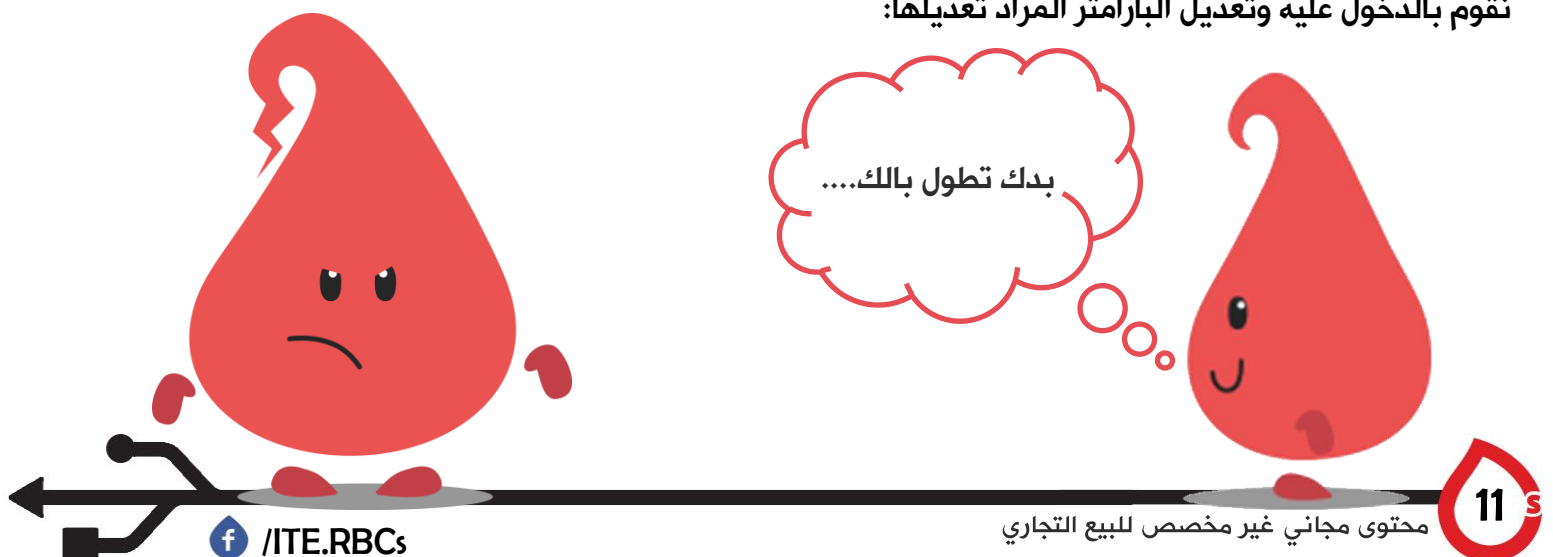 نقوم بالدخول عليه وتعديل البارامتر المراد تعديلها:
بدك تطول بالك....
11
s
محتوى مجاني غير مخصص للبيع التجاري
f /ITE.RBCs